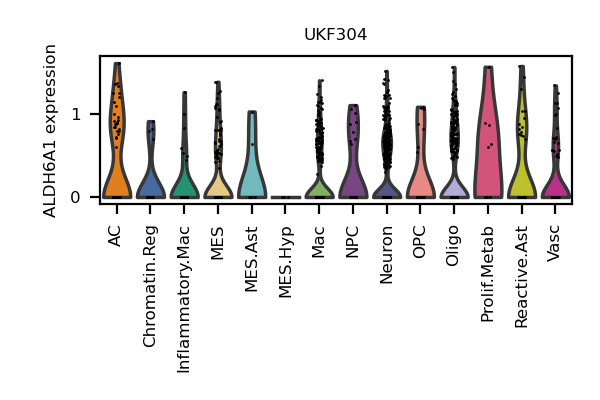 UKF304
ALDH6A1 expression
1
0
AC
Chromatin.Reg
Inflammatory.Mac
MES
MES.Ast
MES.Hyp
Mac
NPC
Neuron
OPC
Oligo
Prolif.Metab
Reactive.Ast
Vasc